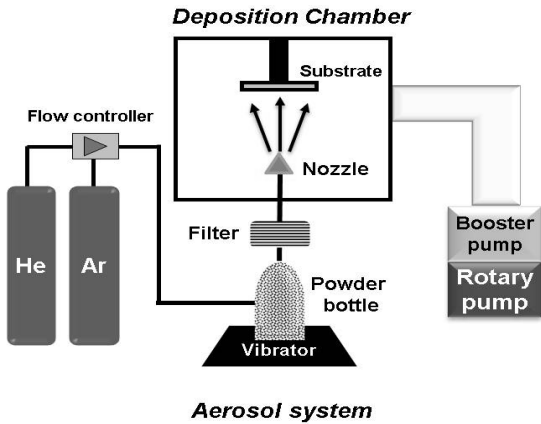 Deposition Chamber
Substrate
Flow controller
Nozzle
Filter
Booster
pump
He
Ar
Powder
bottle
Rotary
pump
Vibrator
Aerosol system